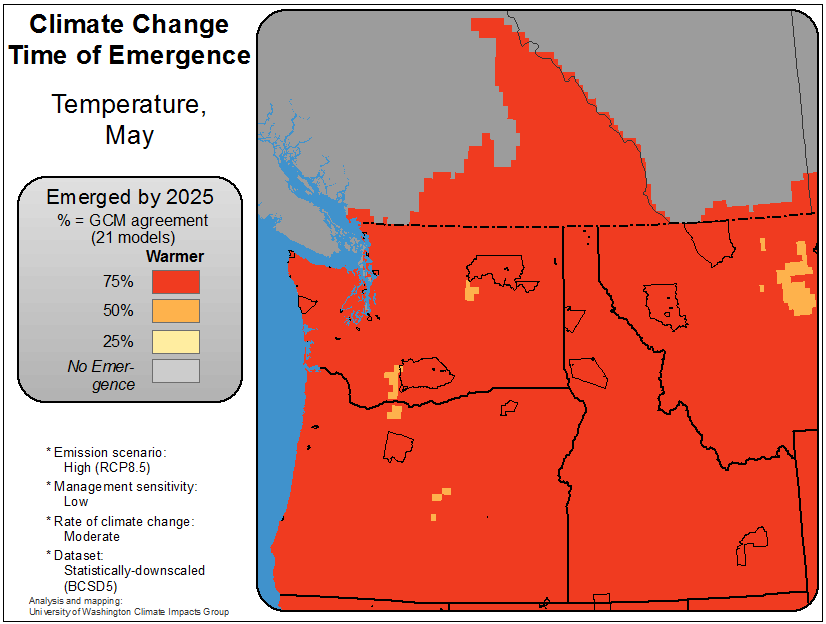 Climate Change
Time of Emergence
Temperature,
May
Emerged by 2025
% = GCM agreement
(21 models)
Warmer
75%
50%
25%
No Emer-
gence
* Emission scenario:
High (RCP8.5)
* Management sensitivity:
Low
* Rate of climate change:
Moderate
* Dataset:
Statistically-downscaled
(BCSD5)
Analysis and mapping:
University of Washington Climate Impacts Group